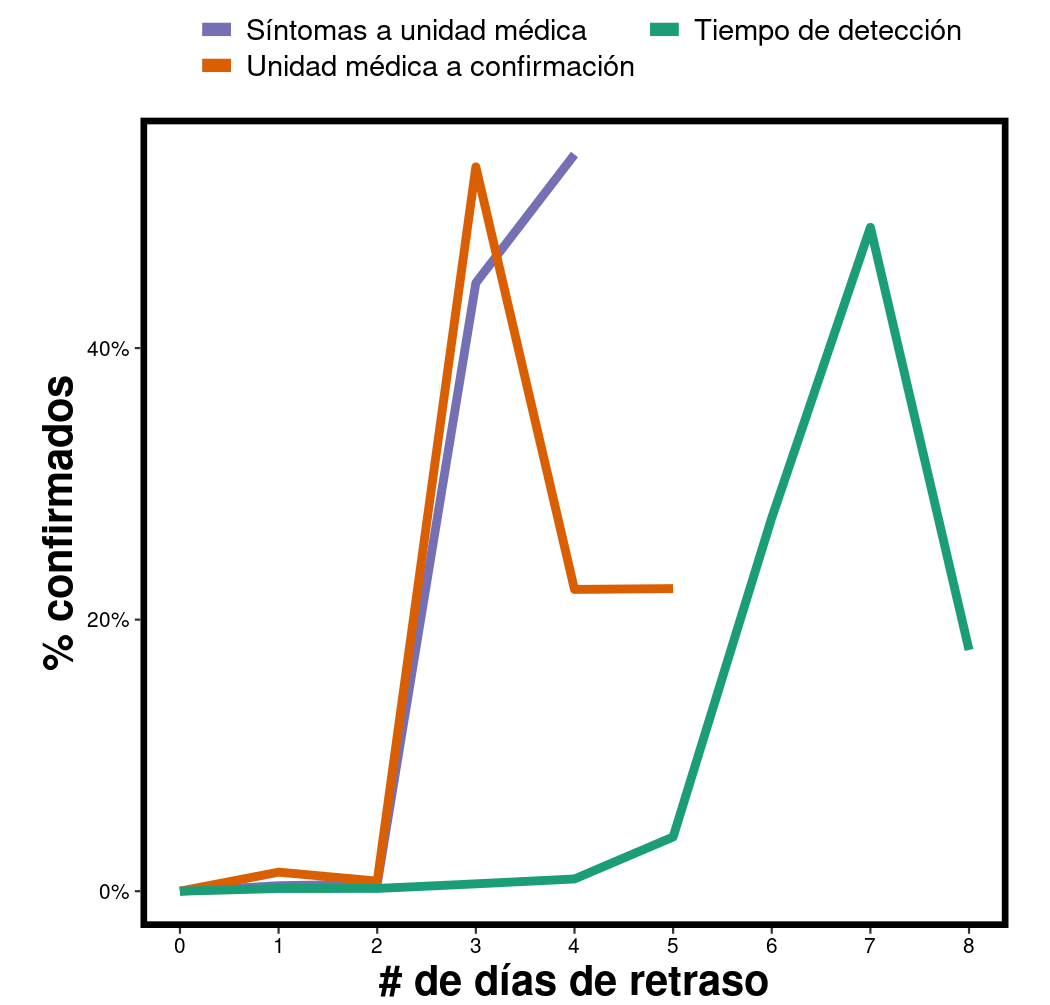 Síntomas a unidad médica
Tiempo de detección
Unidad médica a confirmación
% confirmados
40%
20%
0%
0 1 2 3 4 5 6 7 8
# de días de retraso